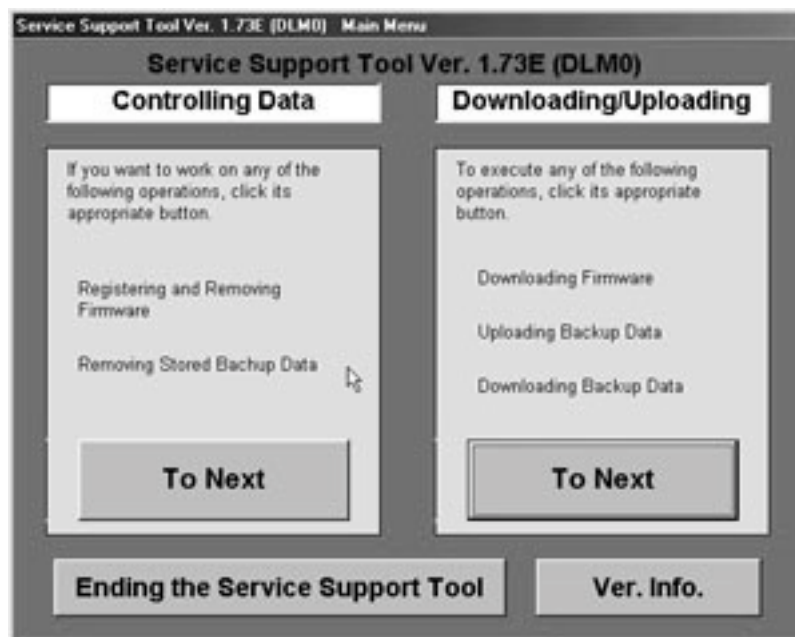 Service Support Tool Ver. 1.73E (DLM0) Main Menu
Service Support Tool Ver. 1.73E (DLM0)
Controlling Data
If you want to work on any of the
following operations, click its
appropriate button.
Registering and Removing
Firmware
Removing Stored Bachup Data
To Next
Downloading/Uploading
To execute any of the following
operations, click its appropriate
button.
Downloading Firmware
Uploading Backup Data
Downloading Backup Data
To Next
Ending the Service Support Tool
Ver. Info.